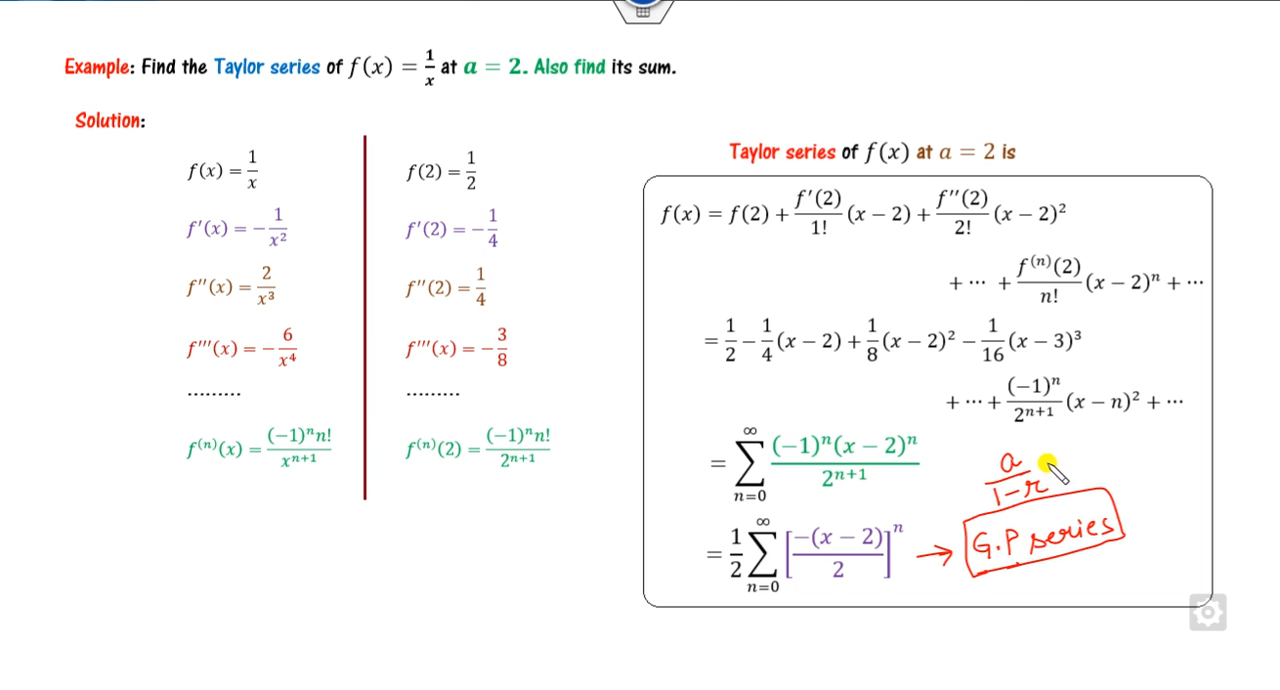 Example: Find the Taylor series of f(x) = 1/x at a = 2. Also find its sum.
Solution:
f(x) = 1/x
f'(x) = −1/x²
f''(x) = 2/x³
f'''(x) = −6/x⁴
.........
f⁽ⁿ⁾(x) = (−1)ⁿn!/xⁿ⁺¹
f(2) = 1/2
f'(2) = −1/4
f''(2) = 1/4
f'''(x) = −3/8
.........
f⁽ⁿ⁾(2) = (−1)ⁿn!/2ⁿ⁺¹
Taylor series of f(x) at a = 2 is
f(x) = f(2) + f'(2)/1! (x − 2) + f''(2)/2! (x − 2)²
+ ⋯ + f⁽ⁿ⁾(2)/n! (x − 2)ⁿ + ⋯
= 1/2 − 1/4 (x − 2) + 1/8 (x − 2)² − 1/16 (x − 3)³
+ ⋯ + (−1)ⁿ/2ⁿ⁺¹ (x − n)² + ⋯
= ∑_{n=0}^{∞} (−1)ⁿ(x − 2)ⁿ/2ⁿ⁺¹
a/1−r
= 1/2 ∑_{n=0}^{∞} [−(x − 2)/2]ⁿ → G.P series